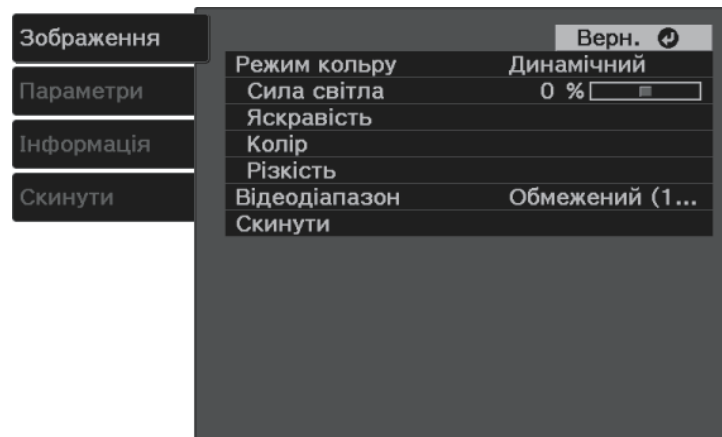 Зображення
Параметри
Інформація
Скинути
Верн.
Режим кольру Динамічний
Сила світла 0 %
Яскравість
Колір
Різкість
Відеодіапазон Обмежений (1...
Скинути